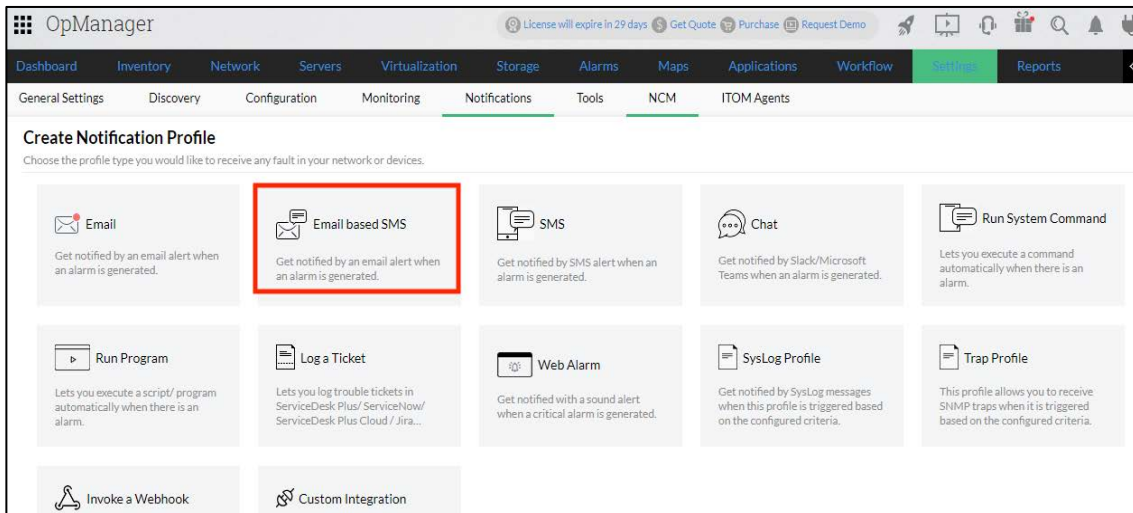 OpManager
License will expire in 29 days Get Quote Purchase Request Demo
Dashboard Inventory Network Servers Virtualization Storage Alarms Maps Applications Workflow Settings Reports
General Settings Discovery Configuration Monitoring Notifications Tools NCM ITOM Agents
Create Notification Profile
Choose the profile type you would like to receive any fault in your network or devices.
Email
Get notified by an email alert when
an alarm is generated.
Email based SMS
Get notified by an email alert when
an alarm is generated.
SMS
Get notified by SMS alert when an
alarm is generated.
Chat
Get notified by Slack/Microsoft
Teams when an alarm is generated.
Run System Command
Lets you execute a command
automatically when there is an
alarm.
Run Program
Lets you execute a script/ program
automatically when there is an
alarm.
Log a Ticket
Lets you log trouble tickets in
ServiceDesk Plus/ ServiceNow/
ServiceDesk Plus Cloud / Jira...
Web Alarm
Get notified with a sound alert
when a critical alarm is generated.
SysLog Profile
Get notified by SysLog messages
when this profile is triggered based
on the configured criteria.
Trap Profile
This profile allows you to receive
SNMP traps when it is triggered
based on the configured criteria.
Invoke a Webhook
Custom Integration